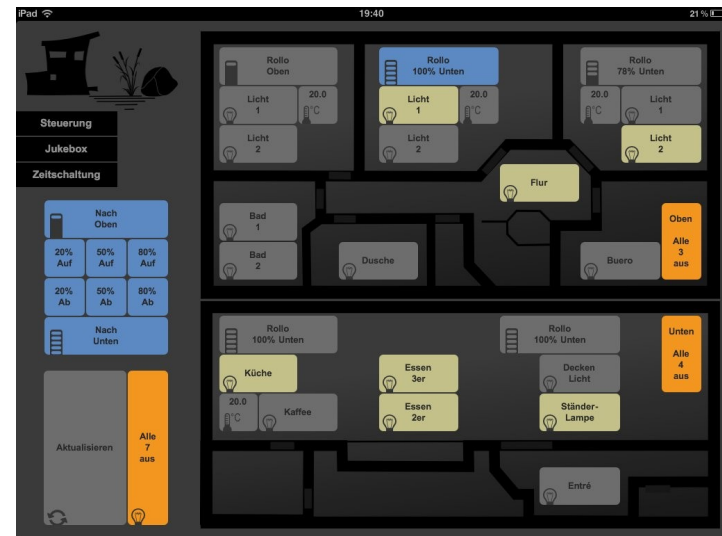 iPad 19:40 21 %
Rollo
Oben
Rollo
100% Unten
Rollo
78% Unten
Licht
1
20.0
°C
Licht
1
20.0
°C
20.0
°C
Licht
1
Licht
2
Licht
2
Licht
2
Steuerung
Jukebox
Zeitschaltung
Flur
Nach
Oben
20%
Auf
50%
Auf
80%
Auf
20%
Ab
50%
Ab
80%
Ab
Nach
Unten
Bad
1
Bad
2
Dusche
Buero
Oben
Alle
3
aus
Rollo
100% Unten
Rollo
100% Unten
Unten
Alle
4
aus
Küche
Essen
3er
Decken
Licht
20.0
°C
Kaffee
Essen
2er
Ständer-
Lampe
Aktualisieren
Alle
7
aus
Entré